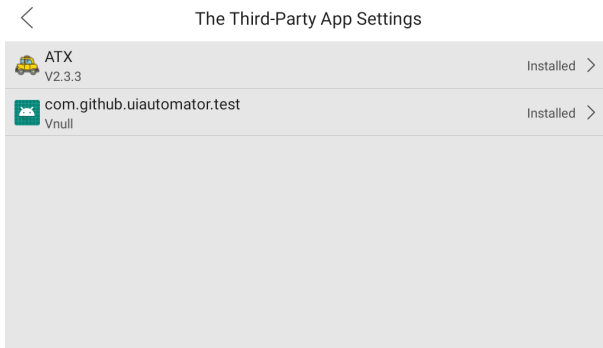 The Third-Party App Settings
ATX
V2.3.3
Installed
com.github.uiautomator.test
Vnull
Installed